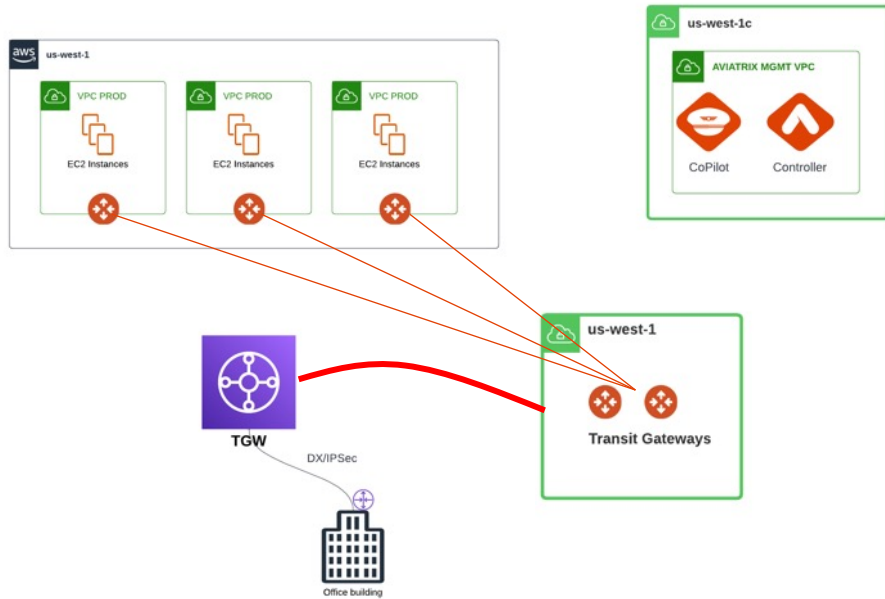 aws
us-west-1
VPC PROD
EC2 Instances
VPC PROD
EC2 Instances
VPC PROD
EC2 Instances
us-west-1c
AVIATRIX MGMT VPC
CoPilot
Controller
us-west-1
Transit Gateways
TGW
DX/IPSec
Office building